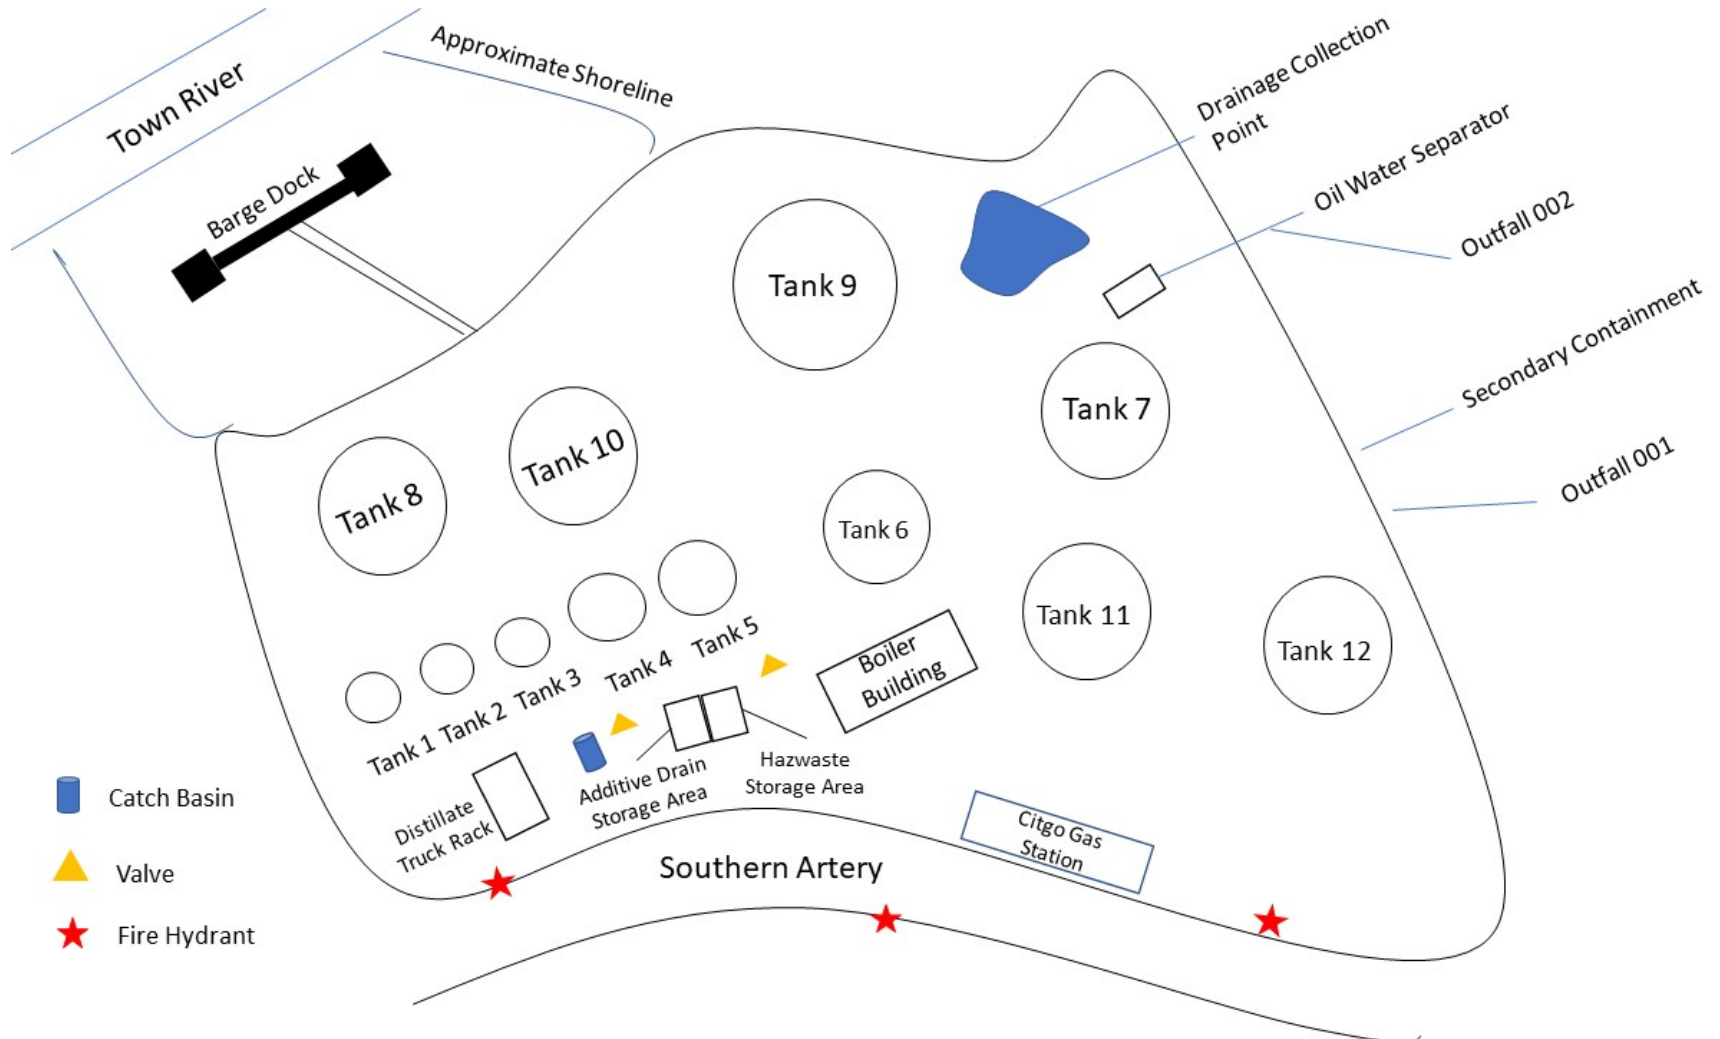 Approximate Shoreline
Town River
Barge Dock
Drainage Collection
Point
Oil Water Separator
Outfall 002
Secondary Containment
Outfall 001
Tank 9
Tank 7
Tank 10
Tank 8
Tank 6
Tank 11
Tank 12
Tank 5
Tank 4
Tank 3
Tank 2
Tank 1
Boiler
Building
Hazwaste
Storage Area
Additive Drain
Storage Area
Distillate
Truck Rack
Citgo Gas
Station
Southern Artery
Catch Basin
Valve
Fire Hydrant